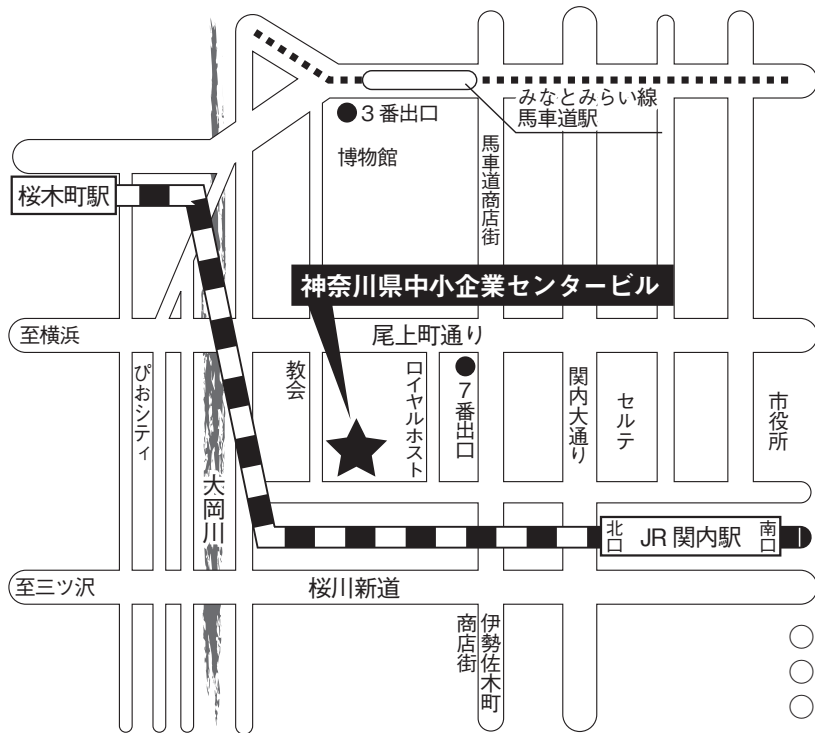 みなとみらい線
馬車道駅
3番出口
博物館
馬車道商店街
桜木町駅
神奈川県中小企業センタービル
至横浜
尾上町通り
ぴおシティ
教会
ロイヤルホスト
7番出口
関内大通り
セルテ
市役所
大岡川
北口
JR関内駅
南口
至三ツ沢
桜川新道
伊勢佐木町
商店街